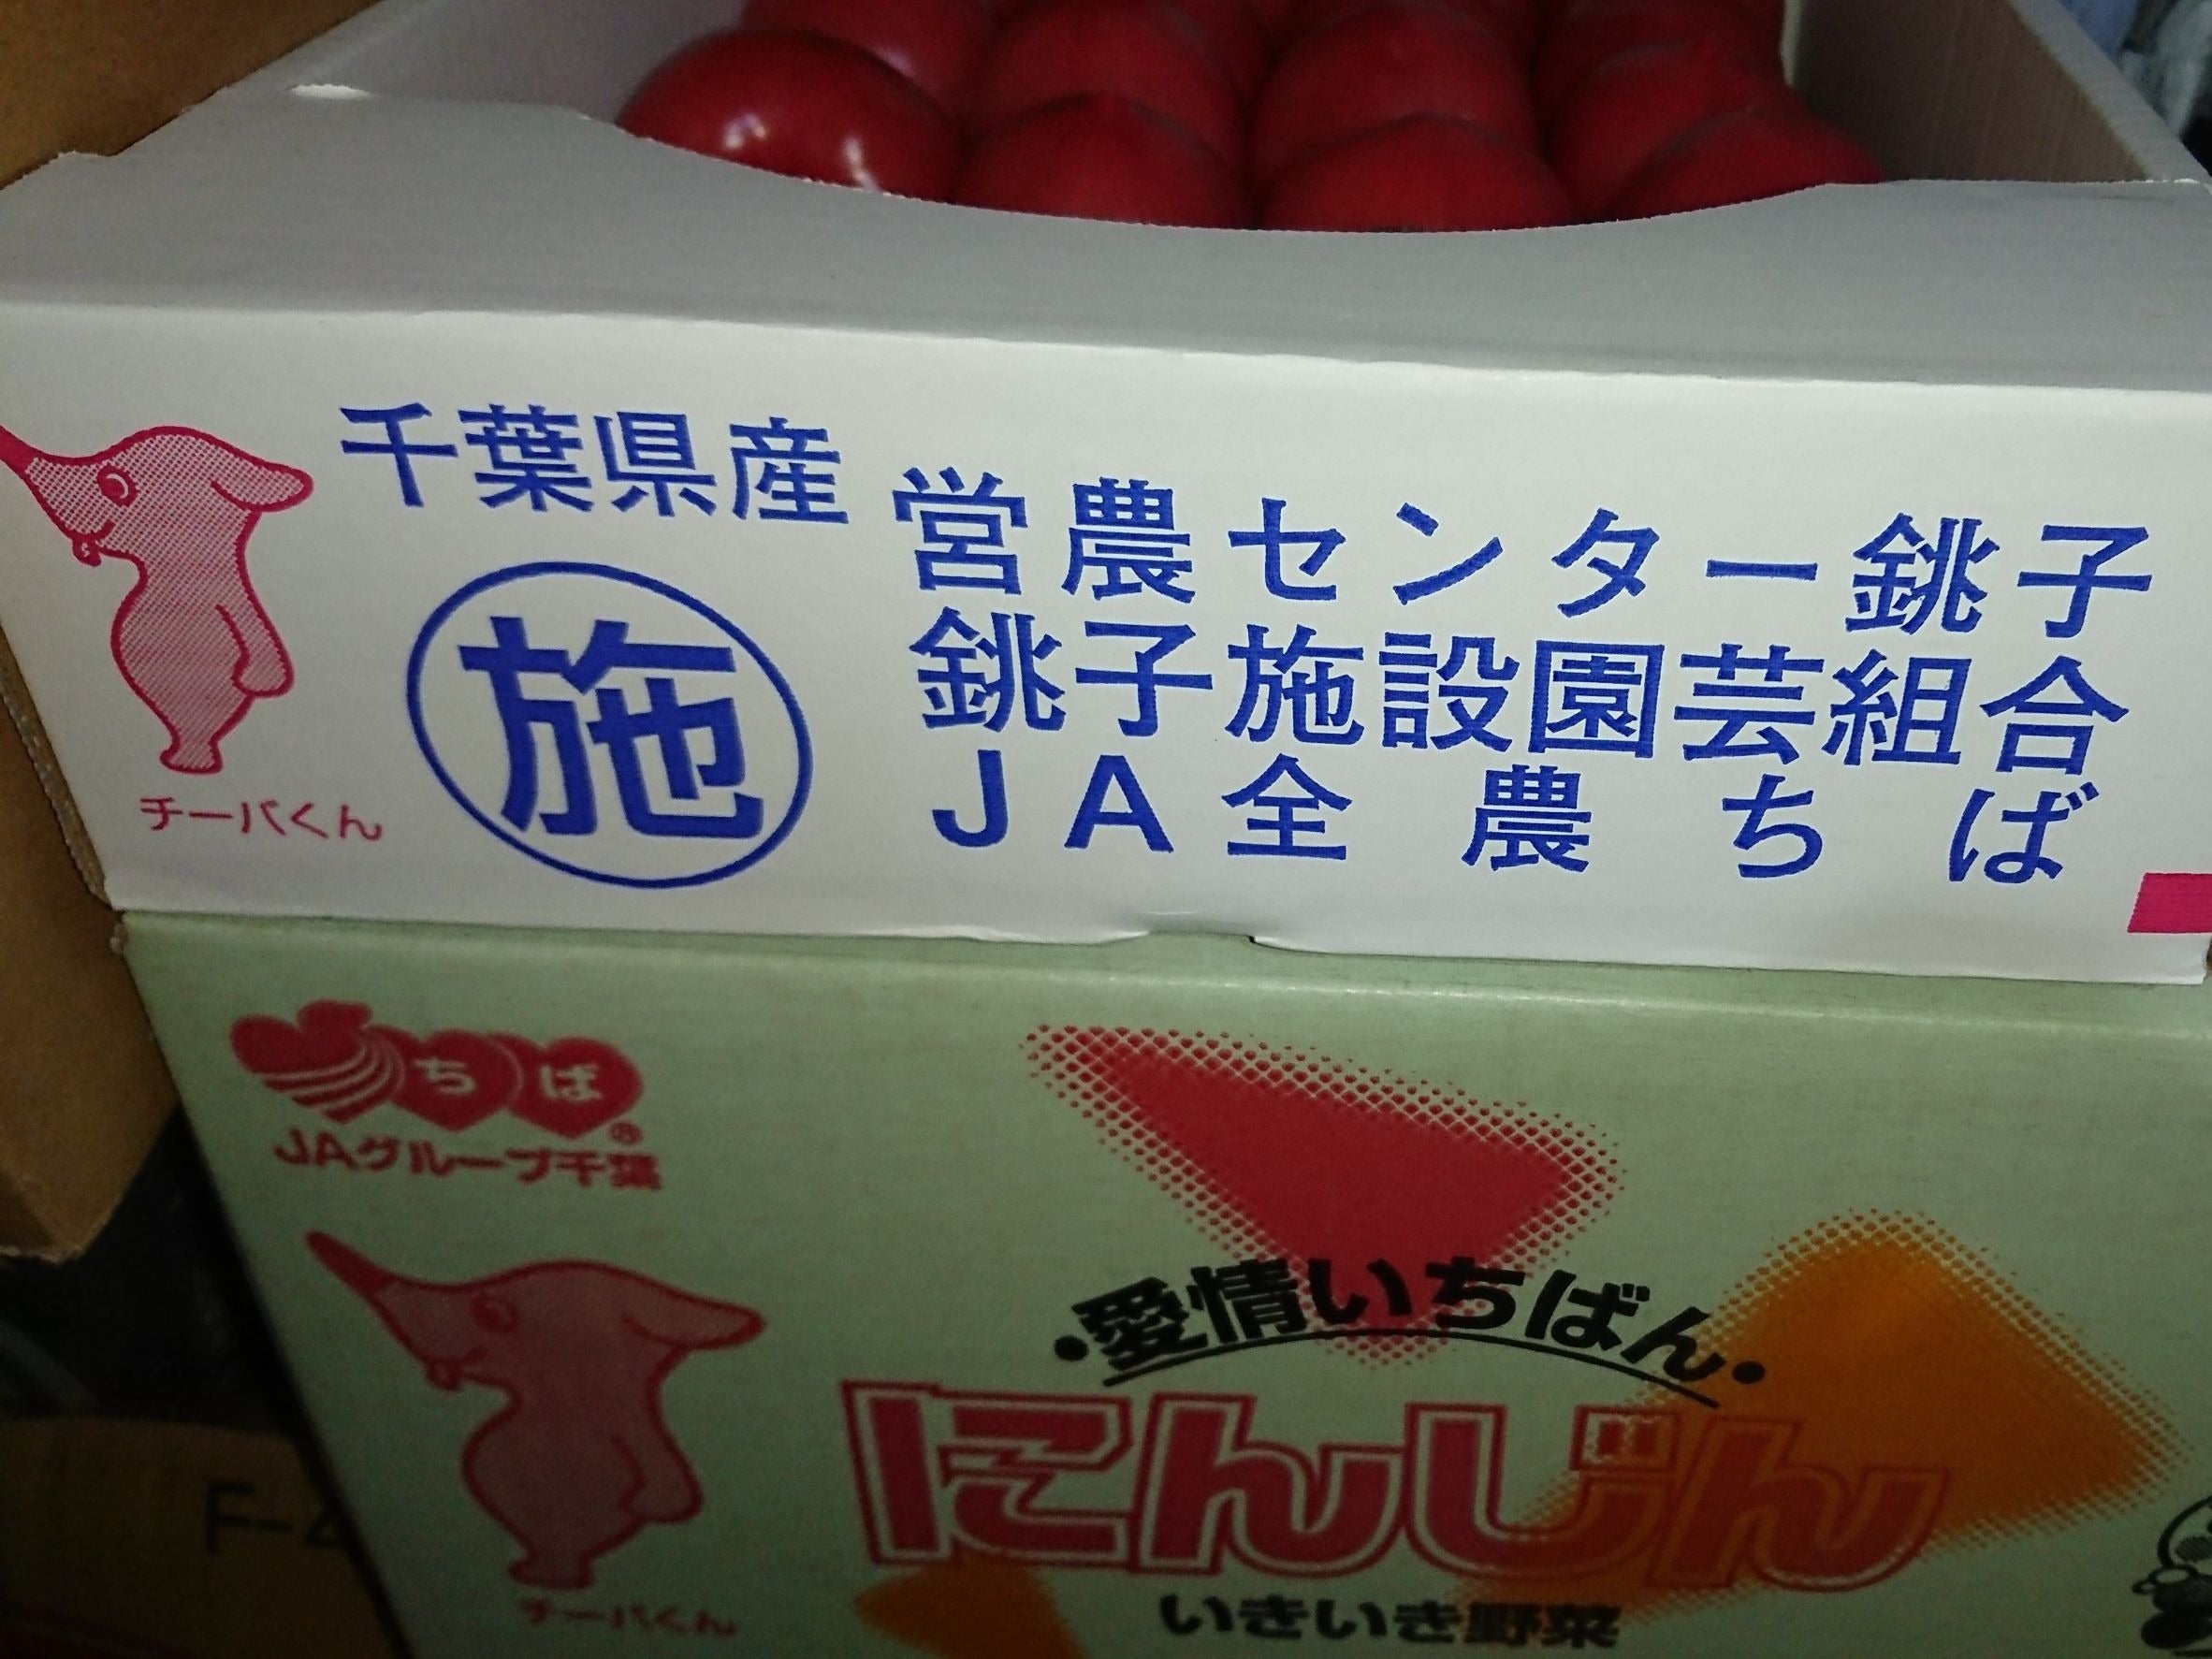 千葉県産
営農センター銚子
施
銚子施設園芸組合
JA全農ちば
チーバくん
ちば®
JAグループ千葉
・愛情いちばん・
にんじん
チーバくん
いきいき野菜